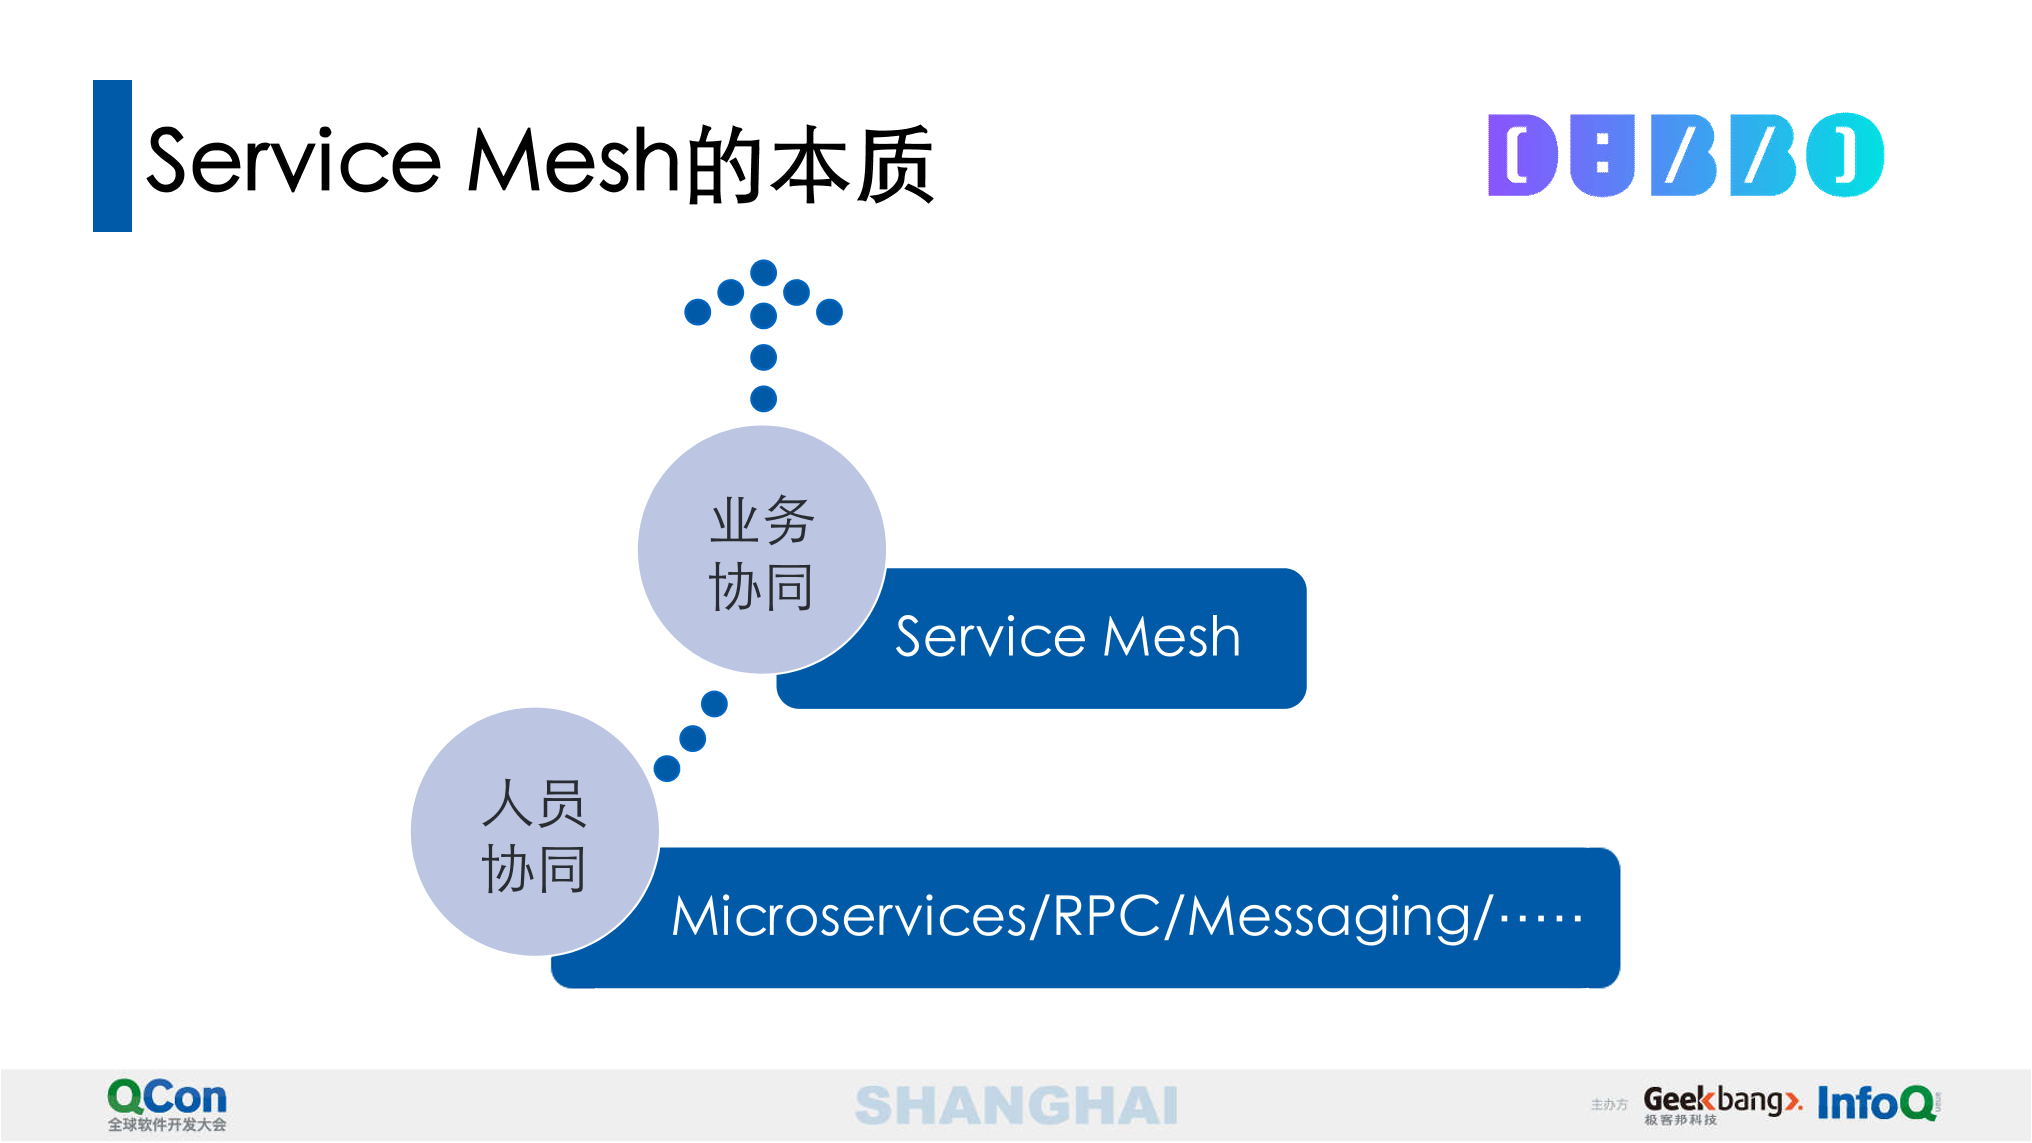 Service Mesh的本质
DUBBO
业务
协同
Service Mesh
人员
协同
Microservices/RPC/Messaging/······
QCon
全球软件开发大会
SHANGHAI
主办方
Geekbang>.
极客邦科技
InfoQ